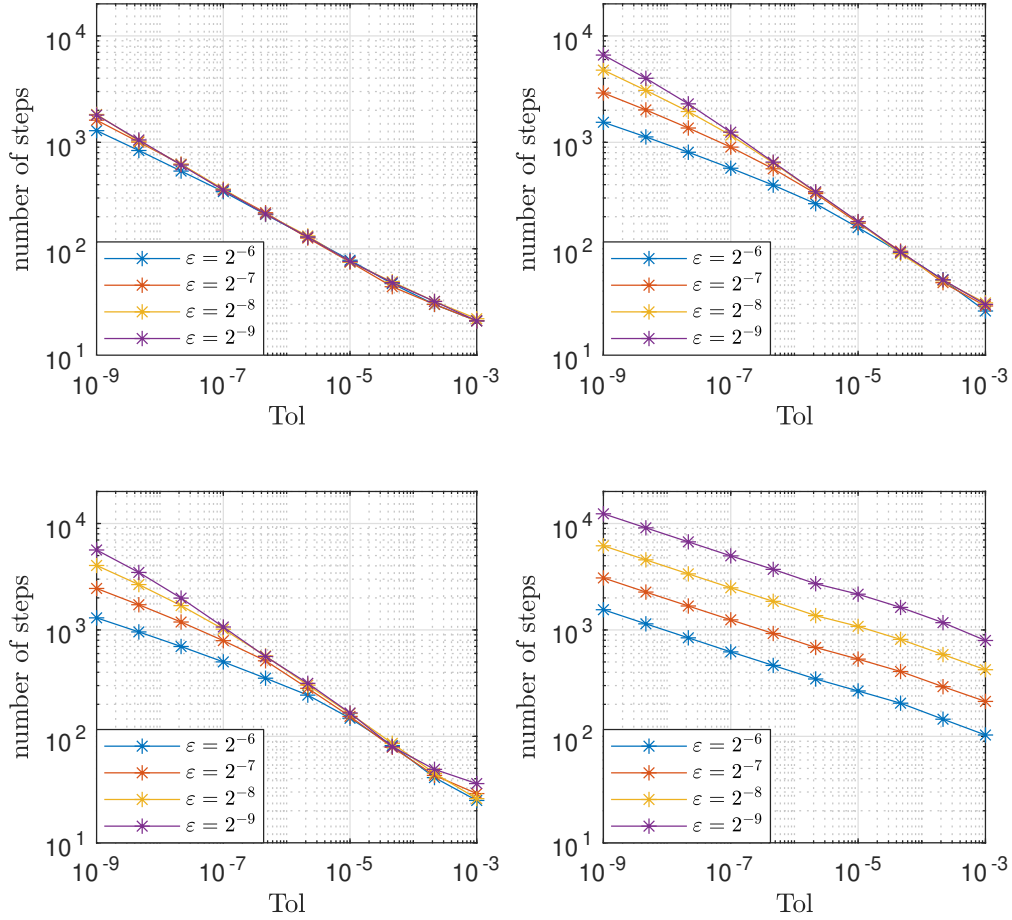 10^4
10^3
10^2
10^1
number of steps
ε = 2^-6
ε = 2^-7
ε = 2^-8
ε = 2^-9
10^-9 10^-7 10^-5 10^-3
Tol
10^4
10^3
10^2
10^1
number of steps
ε = 2^-6
ε = 2^-7
ε = 2^-8
ε = 2^-9
10^-9 10^-7 10^-5 10^-3
Tol
10^4
10^3
10^2
10^1
number of steps
ε = 2^-6
ε = 2^-7
ε = 2^-8
ε = 2^-9
10^-9 10^-7 10^-5 10^-3
Tol
10^4
10^3
10^2
10^1
number of steps
ε = 2^-6
ε = 2^-7
ε = 2^-8
ε = 2^-9
10^-9 10^-7 10^-5 10^-3
Tol